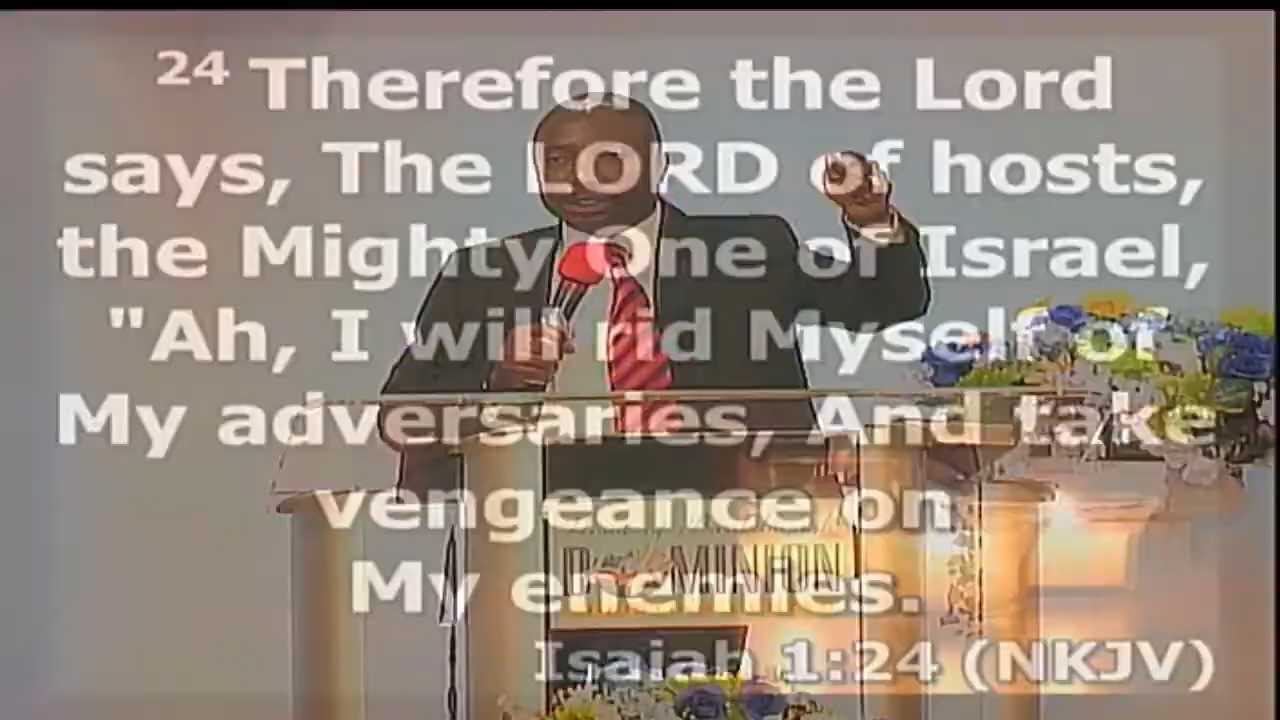 24 Therefore the Lord
says, The LORD of hosts,
the Mighty One of Israel,
"Ah, I will rid Myself of
My adversaries, And take
vengeance on
My enemies.
DOMINION
Isaiah 1:24 (NKJV)